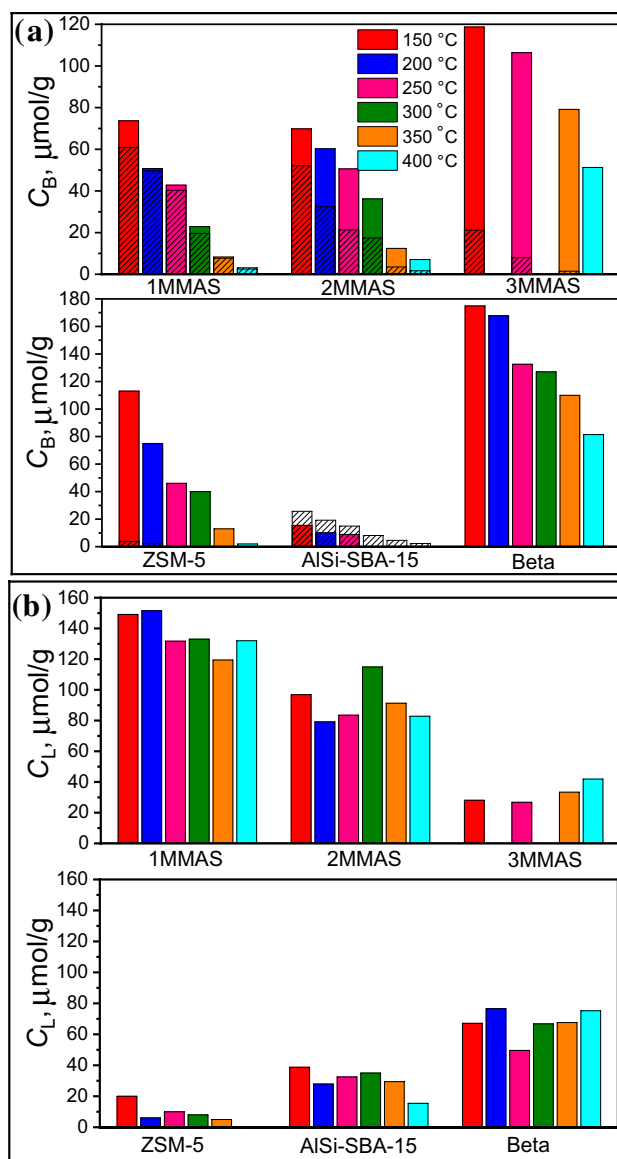 (a)
C_B, µmol/g
120
100
80
60
40
20
0
150 °C
200 °C
250 °C
300 °C
350 °C
400 °C
1MMAS 2MMAS 3MMAS
C_B, µmol/g
180
160
140
120
100
80
60
40
20
0
ZSM-5 AlSi-SBA-15 Beta
(b)
C_L, µmol/g
160
140
120
100
80
60
40
20
0
1MMAS 2MMAS 3MMAS
C_L, µmol/g
160
140
120
100
80
60
40
20
0
ZSM-5 AlSi-SBA-15 Beta